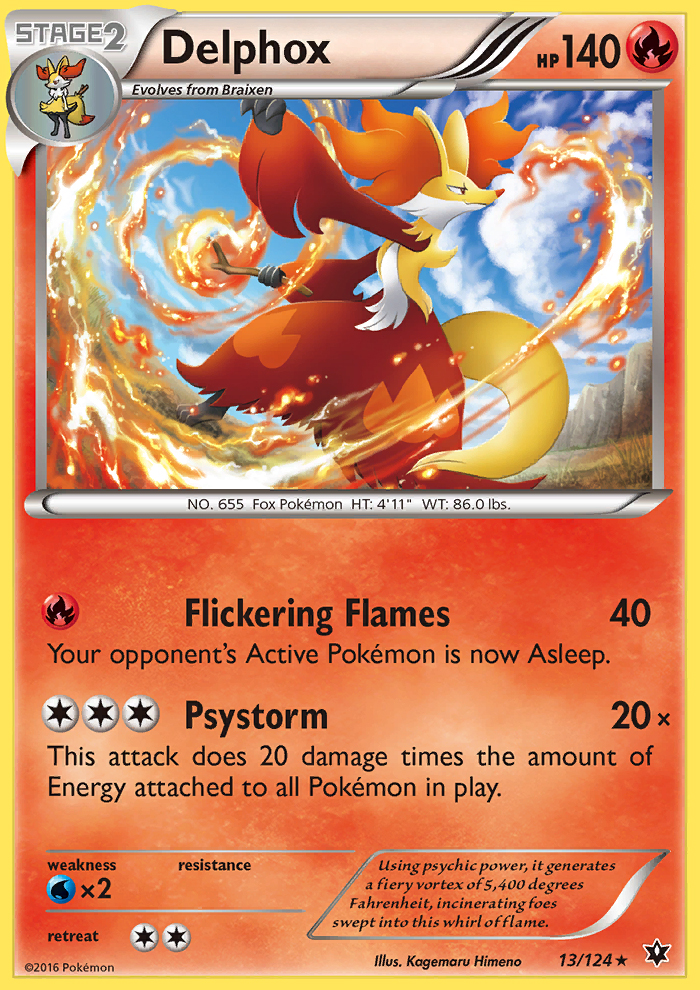 STAGE2
Delphox
HP140
Evolves from Braixen
NO. 655 Fox Pokémon HT: 4'11" WT: 86.0 lbs.
Flickering Flames 40
Your opponent's Active Pokémon is now Asleep.
Psystorm 20×
This attack does 20 damage times the amount of
Energy attached to all Pokémon in play.
weakness resistance
×2
retreat
Using psychic power, it generates
a fiery vortex of 5,400 degrees
Fahrenheit, incinerating foes
swept into this whirl of flame.
©2016 Pokémon
Illus. Kagemaru Himeno
13/124 ★